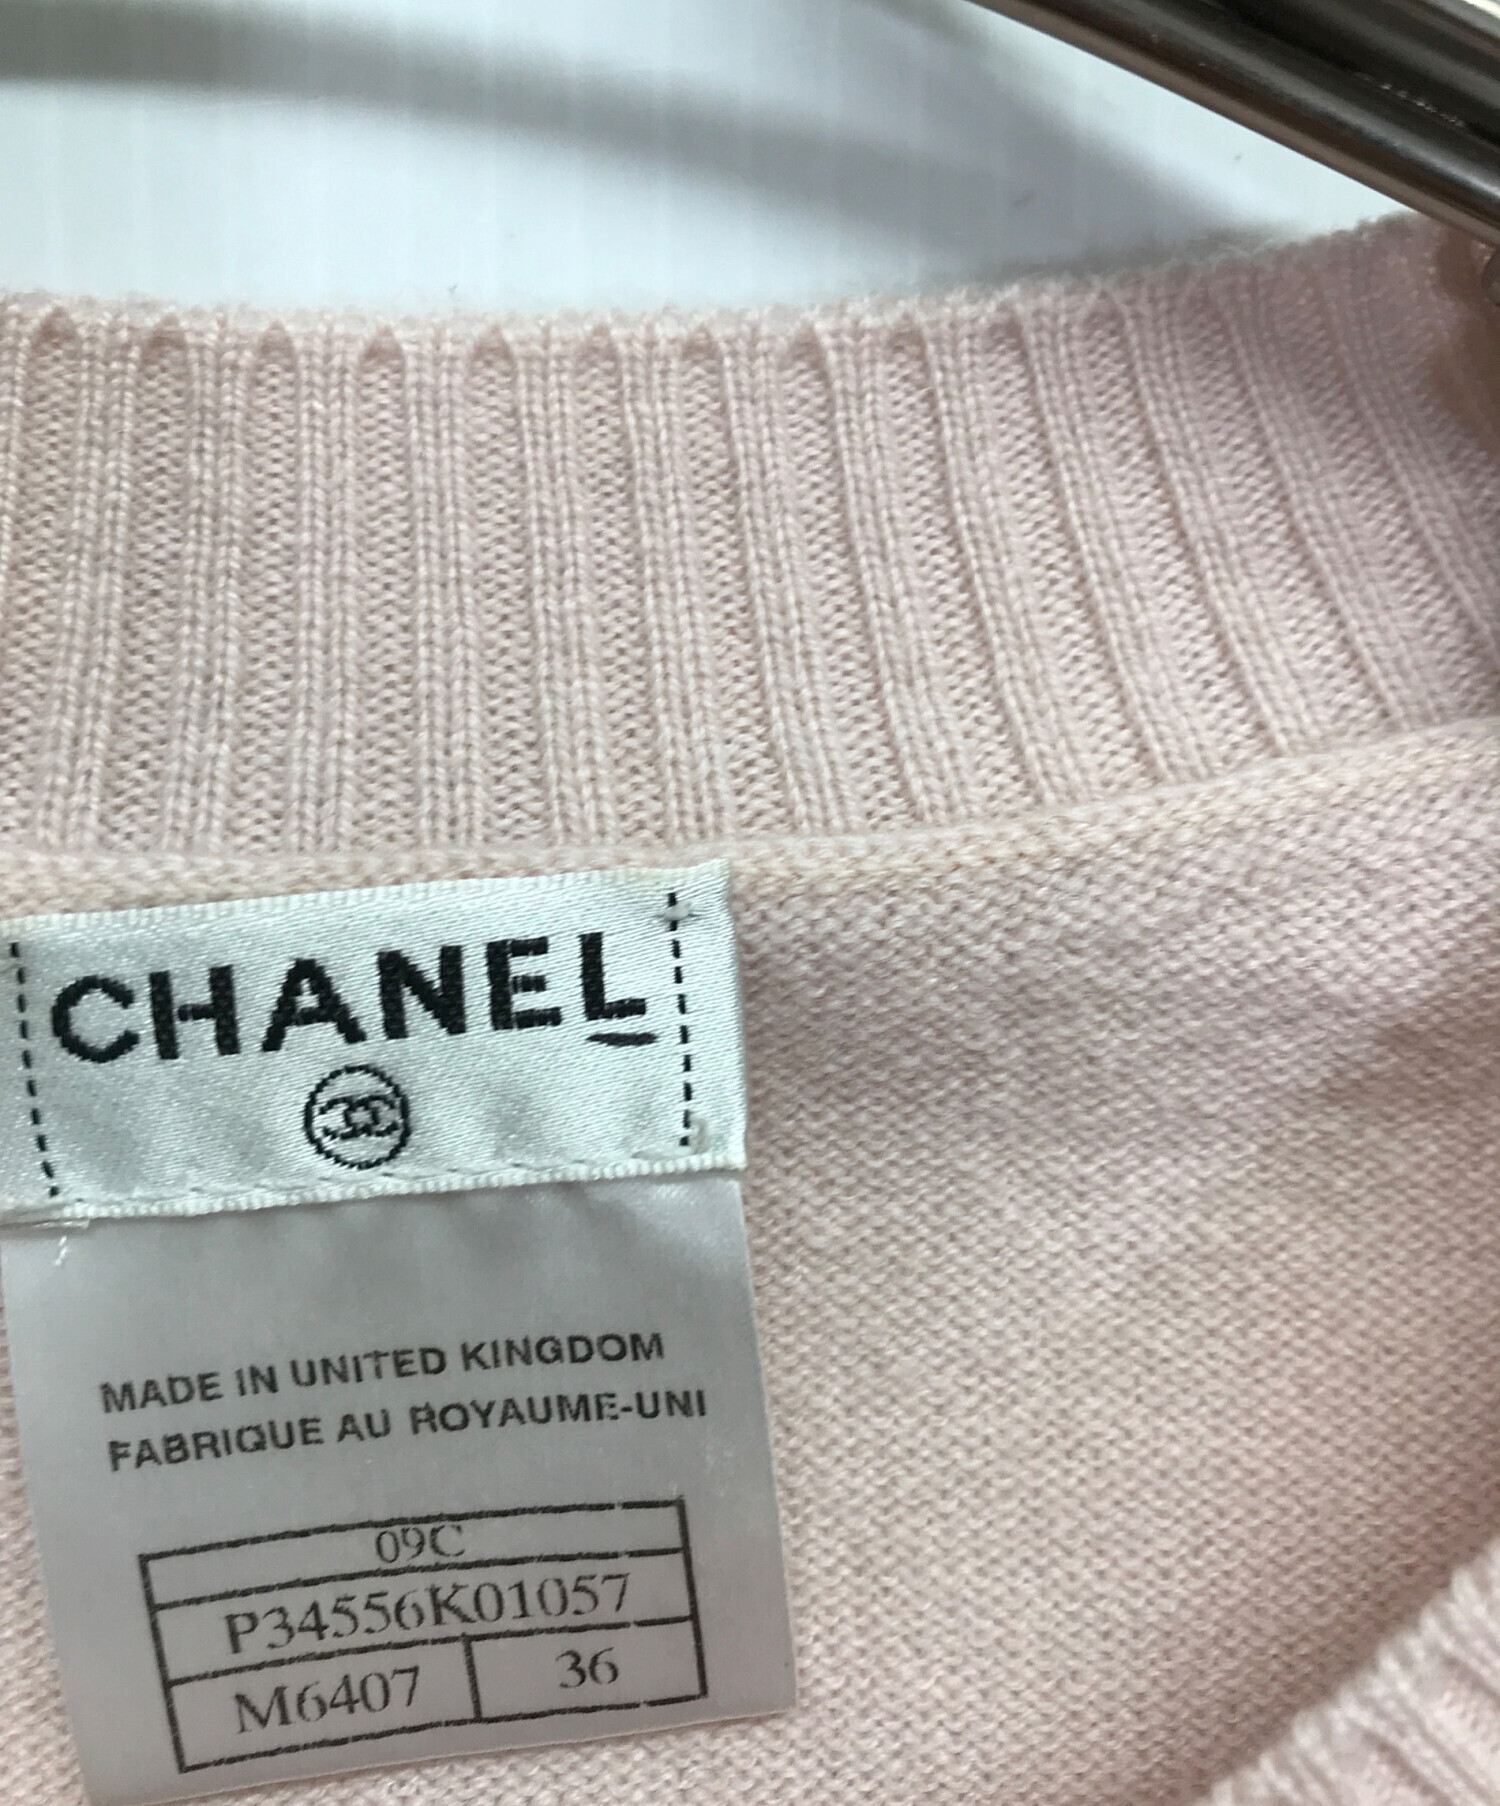 CHANEL
MADE IN UNITED KINGDOM
FABRIQUE AU ROYAUME-UNI
09C
P34556K01057
M6407 36